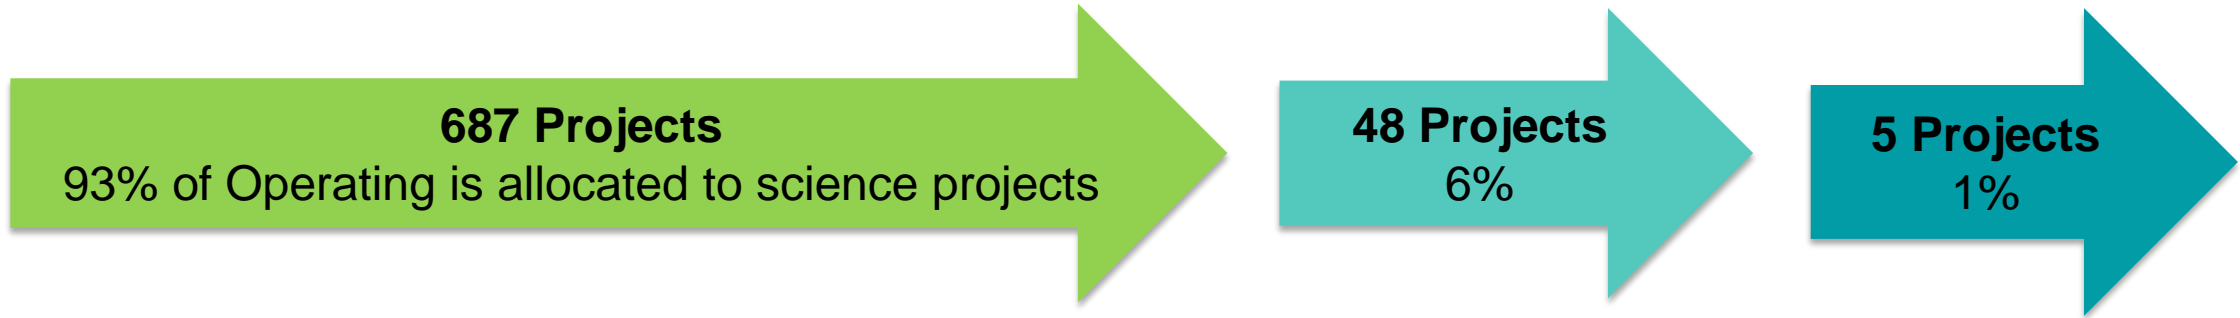 687 Projects
93% of Operating is allocated to science projects
48 Projects
6%
5 Projects
1%